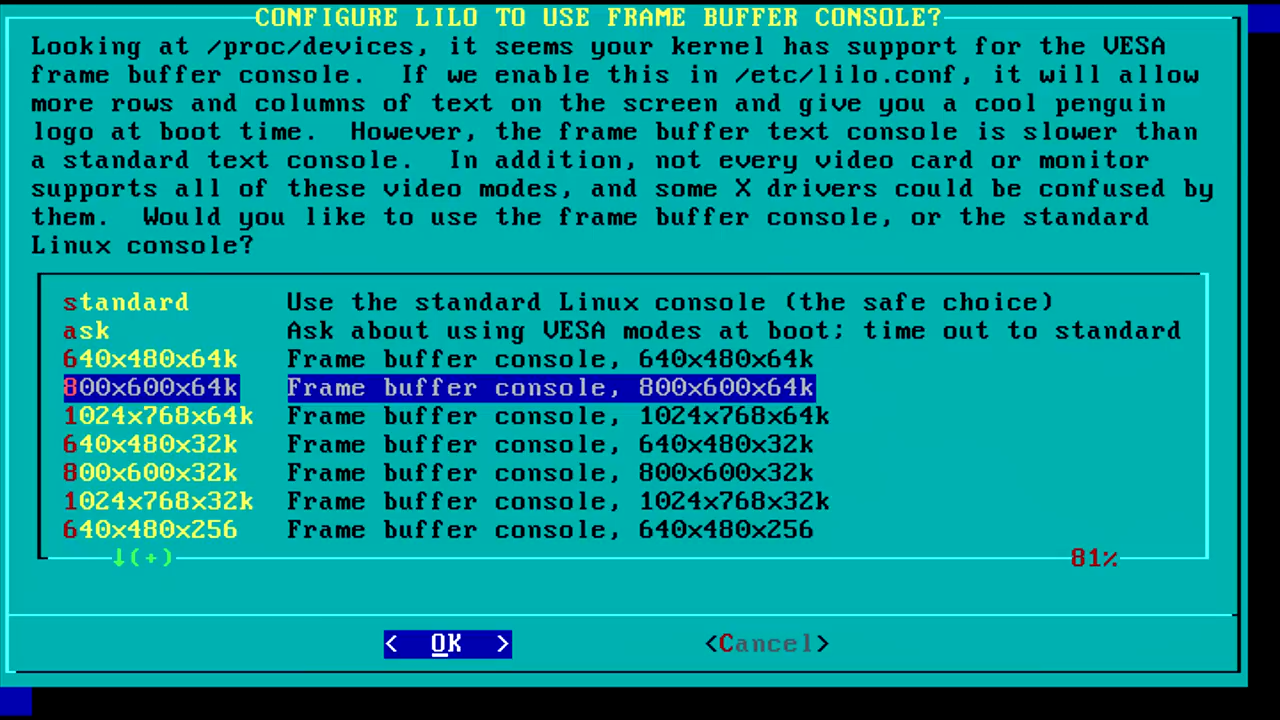 CONFIGURE LILO TO USE FRAME BUFFER CONSOLE?
Looking at /proc/devices, it seems your kernel has support for the VESA
frame buffer console.  If we enable this in /etc/lilo.conf, it will allow
more rows and columns of text on the screen and give you a cool penguin
logo at boot time.  However, the frame buffer text console is slower than
a standard text console.  In addition, not every video card or monitor
supports all of these video modes, and some X drivers could be confused by
them.  Would you like to use the frame buffer console, or the standard
Linux console?
standard Use the standard Linux console (the safe choice)
ask Ask about using VESA modes at boot; time out to standard
640x480x64k Frame buffer console, 640x480x64k
800x600x64k Frame buffer console, 800x600x64k
1024x768x64k Frame buffer console, 1024x768x64k
640x480x32k Frame buffer console, 640x480x32k
800x600x32k Frame buffer console, 800x600x32k
1024x768x32k Frame buffer console, 1024x768x32k
640x480x256 Frame buffer console, 640x480x256
↓(+) 81%
< OK > <Cancel>